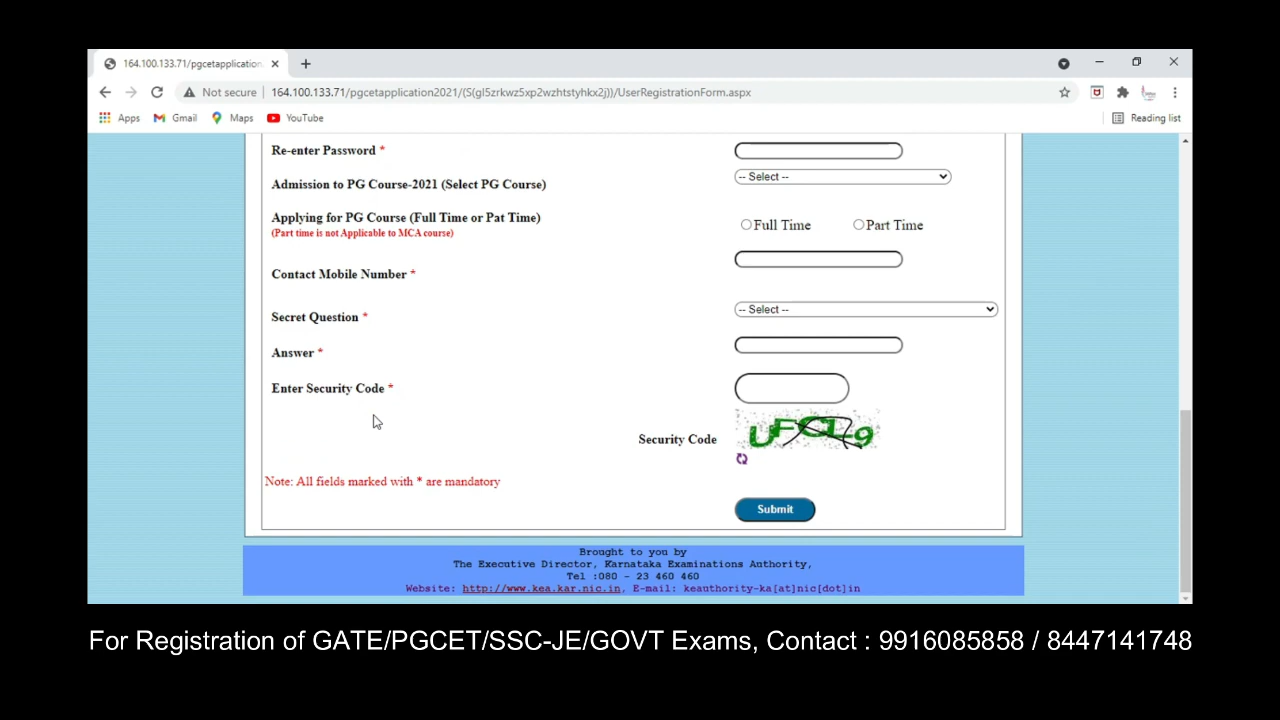 164.100.133.71/pgcetapplication
Not secure | 164.100.133.71/pgcetapplication2021/(S(gl5zrkwz5xp2wzhtstyhkx2j))/UserRegistrationForm.aspx
Apps Gmail Maps YouTube Reading list
Re-enter Password *
Admission to PG Course-2021 (Select PG Course) -- Select --
Applying for PG Course (Full Time or Pat Time)
(Part time is not Applicable to MCA course)
Full Time Part Time
Contact Mobile Number *
Secret Question * -- Select --
Answer *
Enter Security Code *
Security Code
Note: All fields marked with * are mandatory
Submit
Brought to you by
The Executive Director, Karnataka Examinations Authority,
Tel :080 - 23 460 460
Website: http://www.kea.kar.nic.in, E-mail: keauthority-ka[at]nic[dot]in
For Registration of GATE/PGCET/SSC-JE/GOVT Exams, Contact : 9916085858 / 8447141748